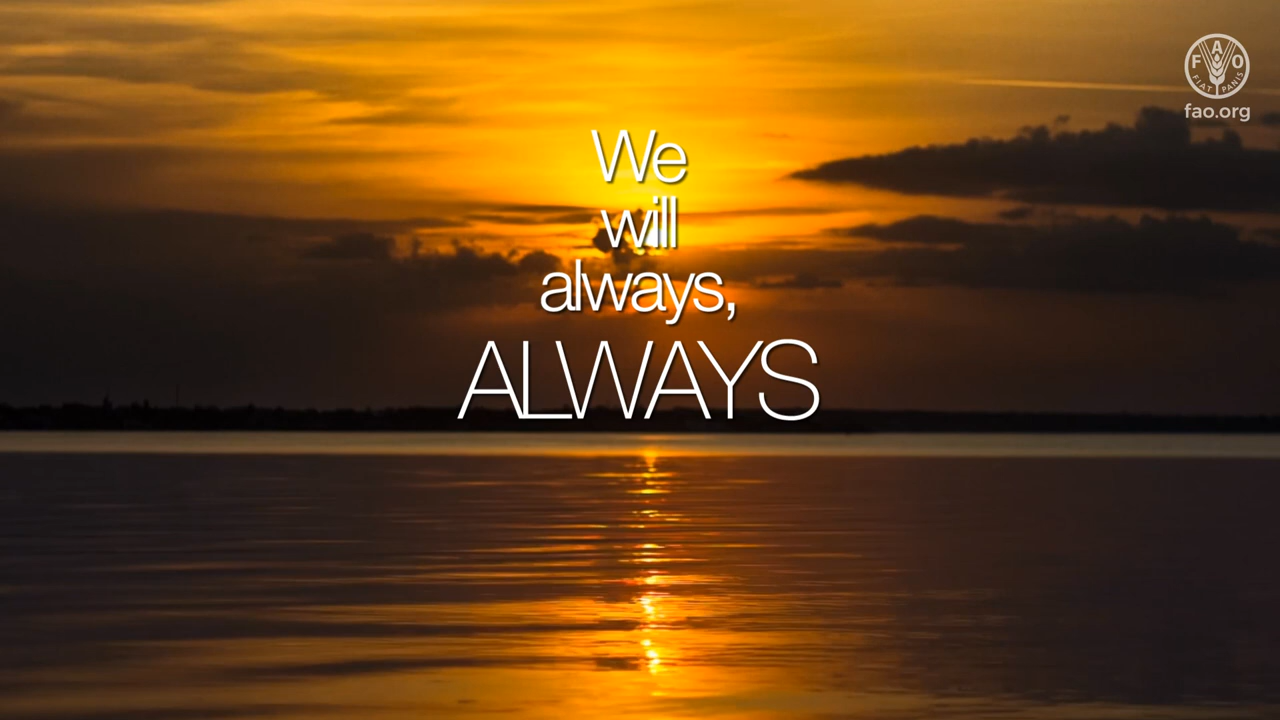 F A O
FIAT PANIS
fao.org
We
will
always,
ALWAYS